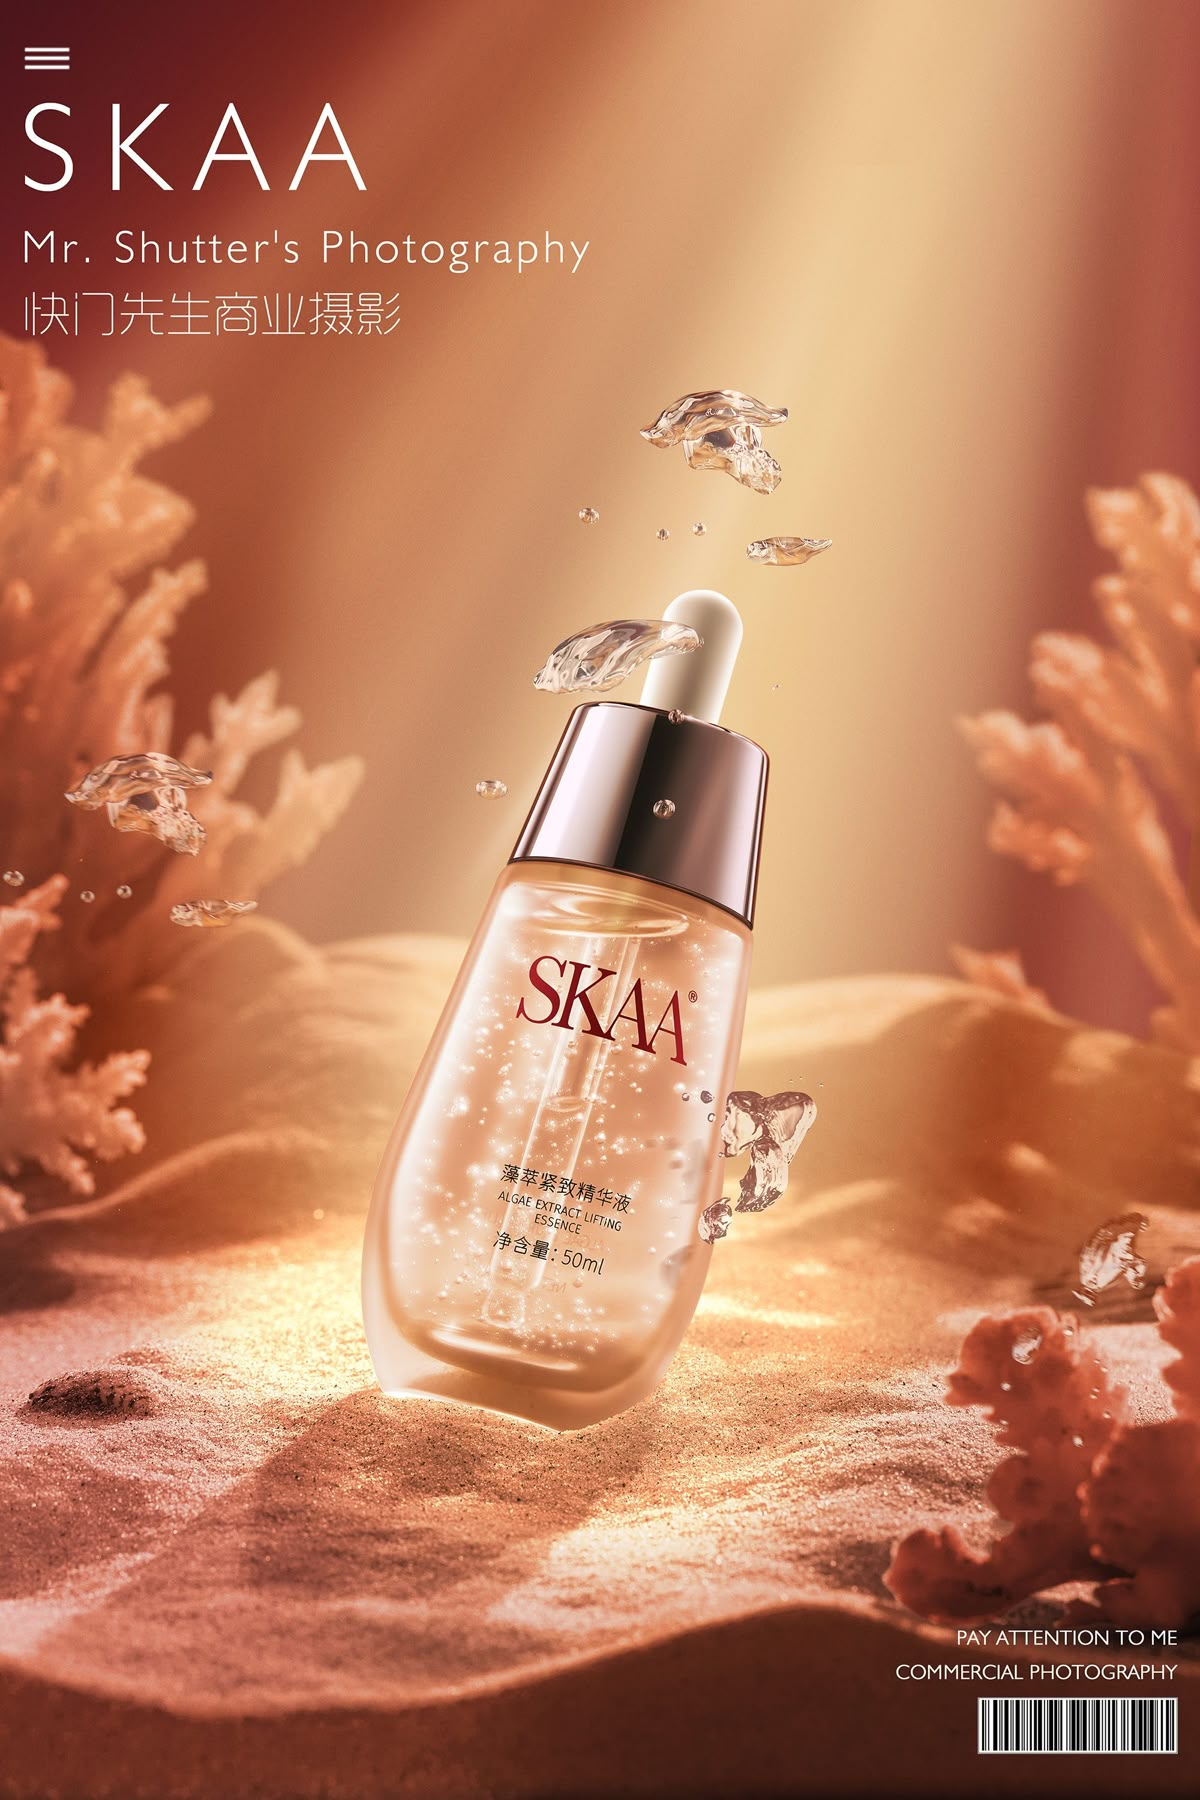 SKAA
Mr. Shutter's Photography
快门先生商业摄影
SKAA®
藻萃紧致精华液
ALGAE EXTRACT LIFTING
ESSENCE
净含量：50ml
PAY ATTENTION TO ME
COMMERCIAL PHOTOGRAPHY